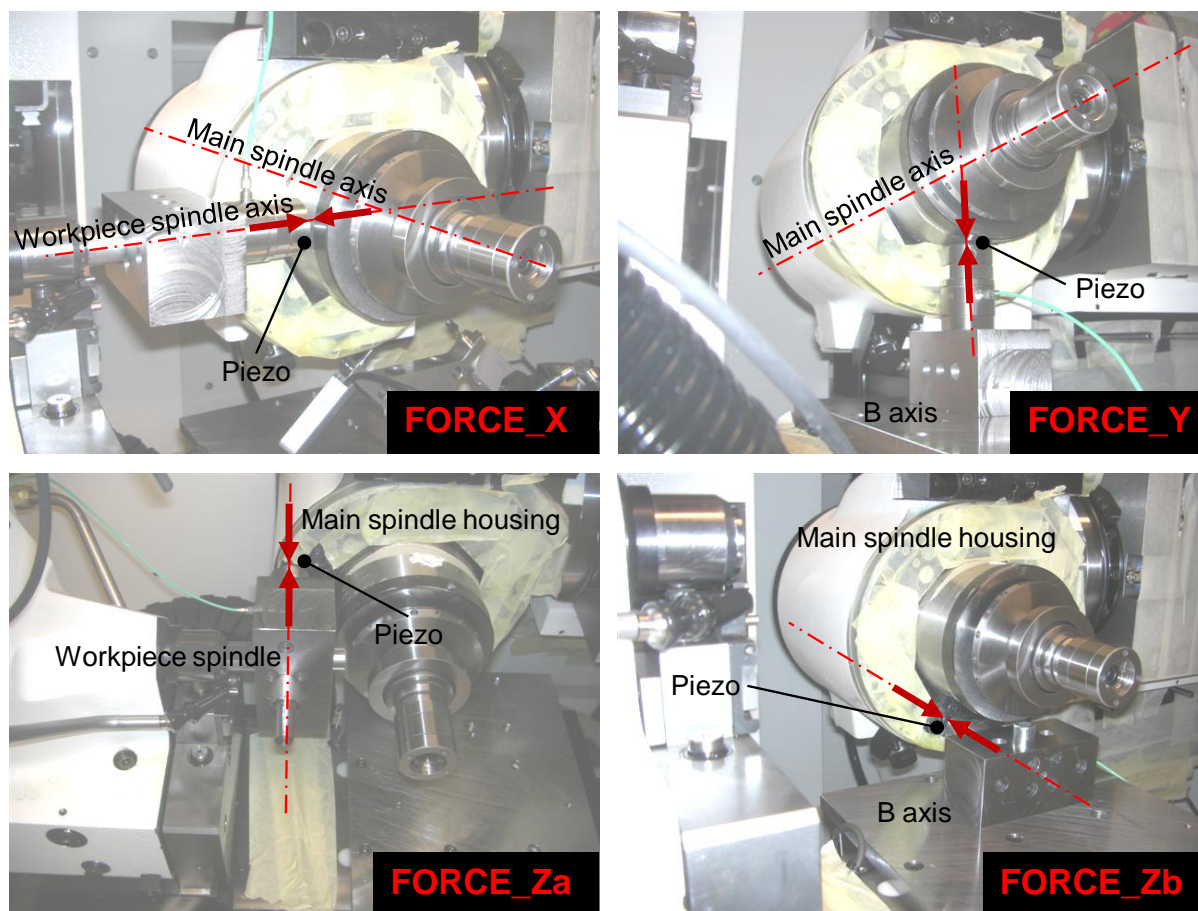 Main spindle axis
Workpiece spindle axis
Piezo
FORCE_X
Main spindle axis
Piezo
B axis
FORCE_Y
Main spindle housing
Piezo
Workpiece spindle
FORCE_Za
Main spindle housing
Piezo
B axis
FORCE_Zb